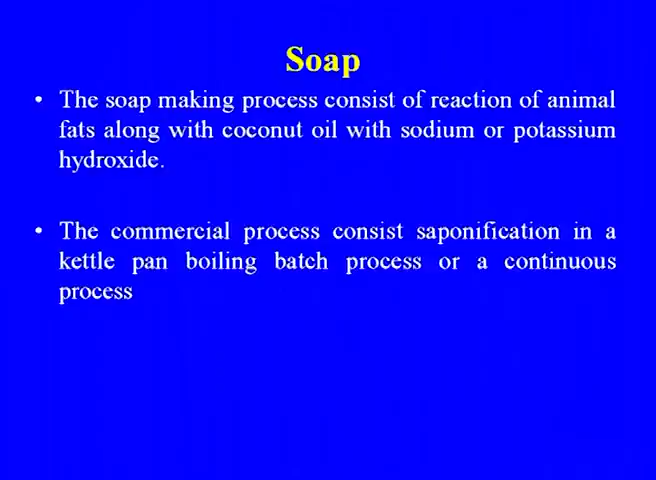 Soap
• The soap making process consist of reaction of animal
fats along with coconut oil with sodium or potassium
hydroxide.
• The commercial process consist saponification in a
kettle pan boiling batch process or a continuous
process